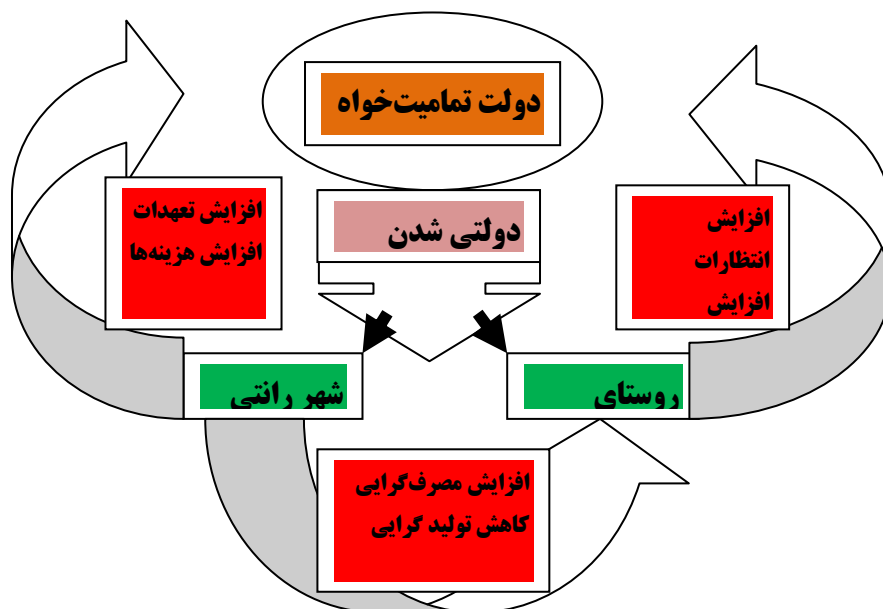 دولت تمامیت‌خواه
دولتی شدن
افزایش تعهدات
افزایش هزینه‌ها
افزایش
انتظارات
افزایش
شهر رانتی
روستای
افزایش مصرف‌گرایی
کاهش تولید گرایی